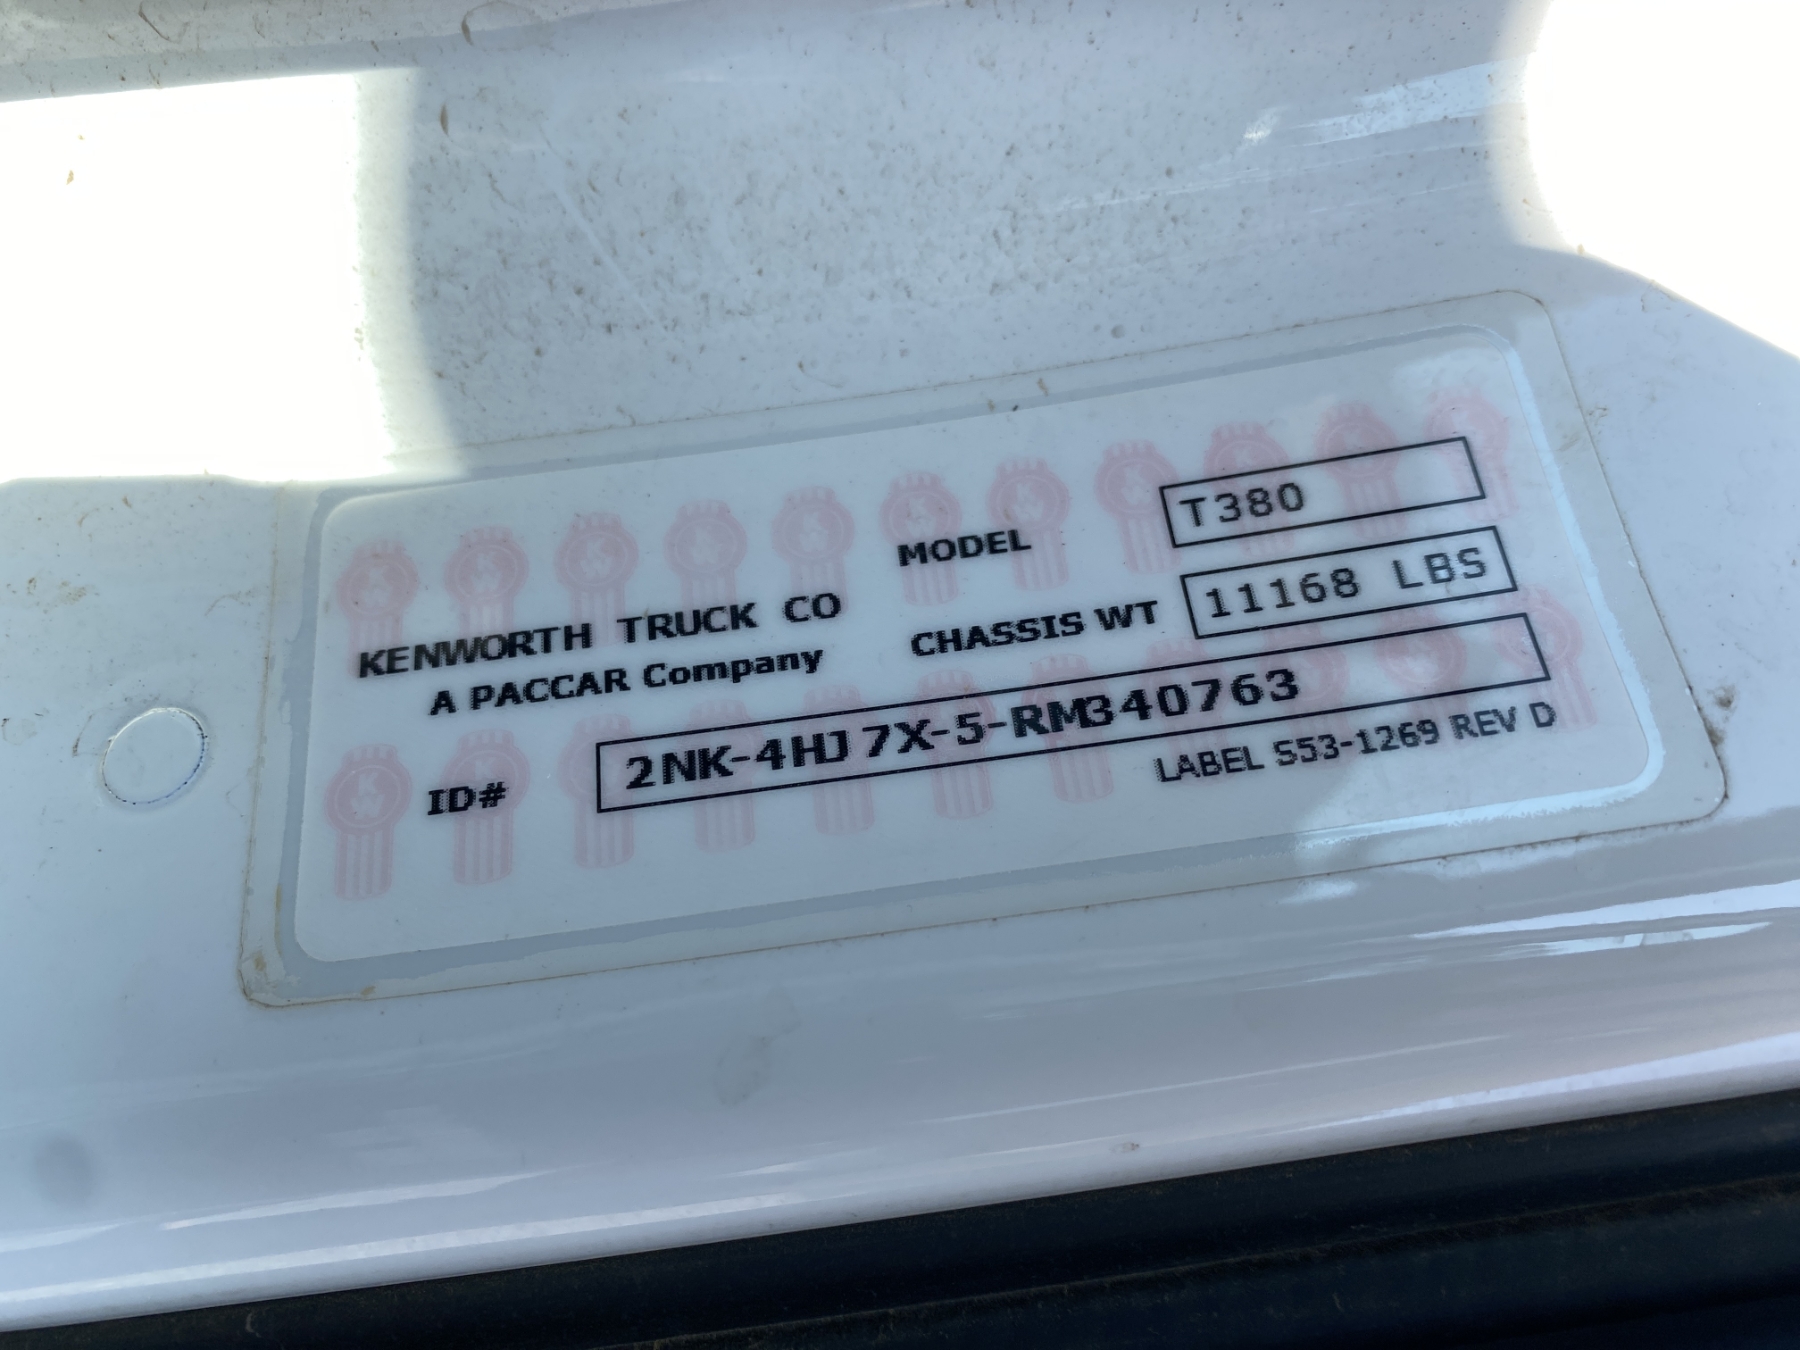 KENWORTH TRUCK CO
A PACCAR Company
MODEL T380
CHASSIS WT 11168 LBS
ID# 2NK-4HJ7X-5-RM340763
LABEL S53-1269 REV D